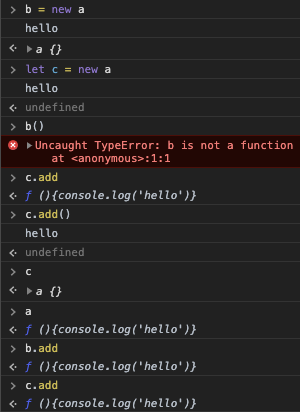 b = new a
hello
a {}
let c = new a
hello
undefined
b()
Uncaught TypeError: b is not a function
at <anonymous>:1:1
c.add
ƒ (){console.log('hello')}
c.add()
hello
undefined
c
a {}
a
ƒ (){console.log('hello')}
b.add
ƒ (){console.log('hello')}
c.add
ƒ (){console.log('hello')}